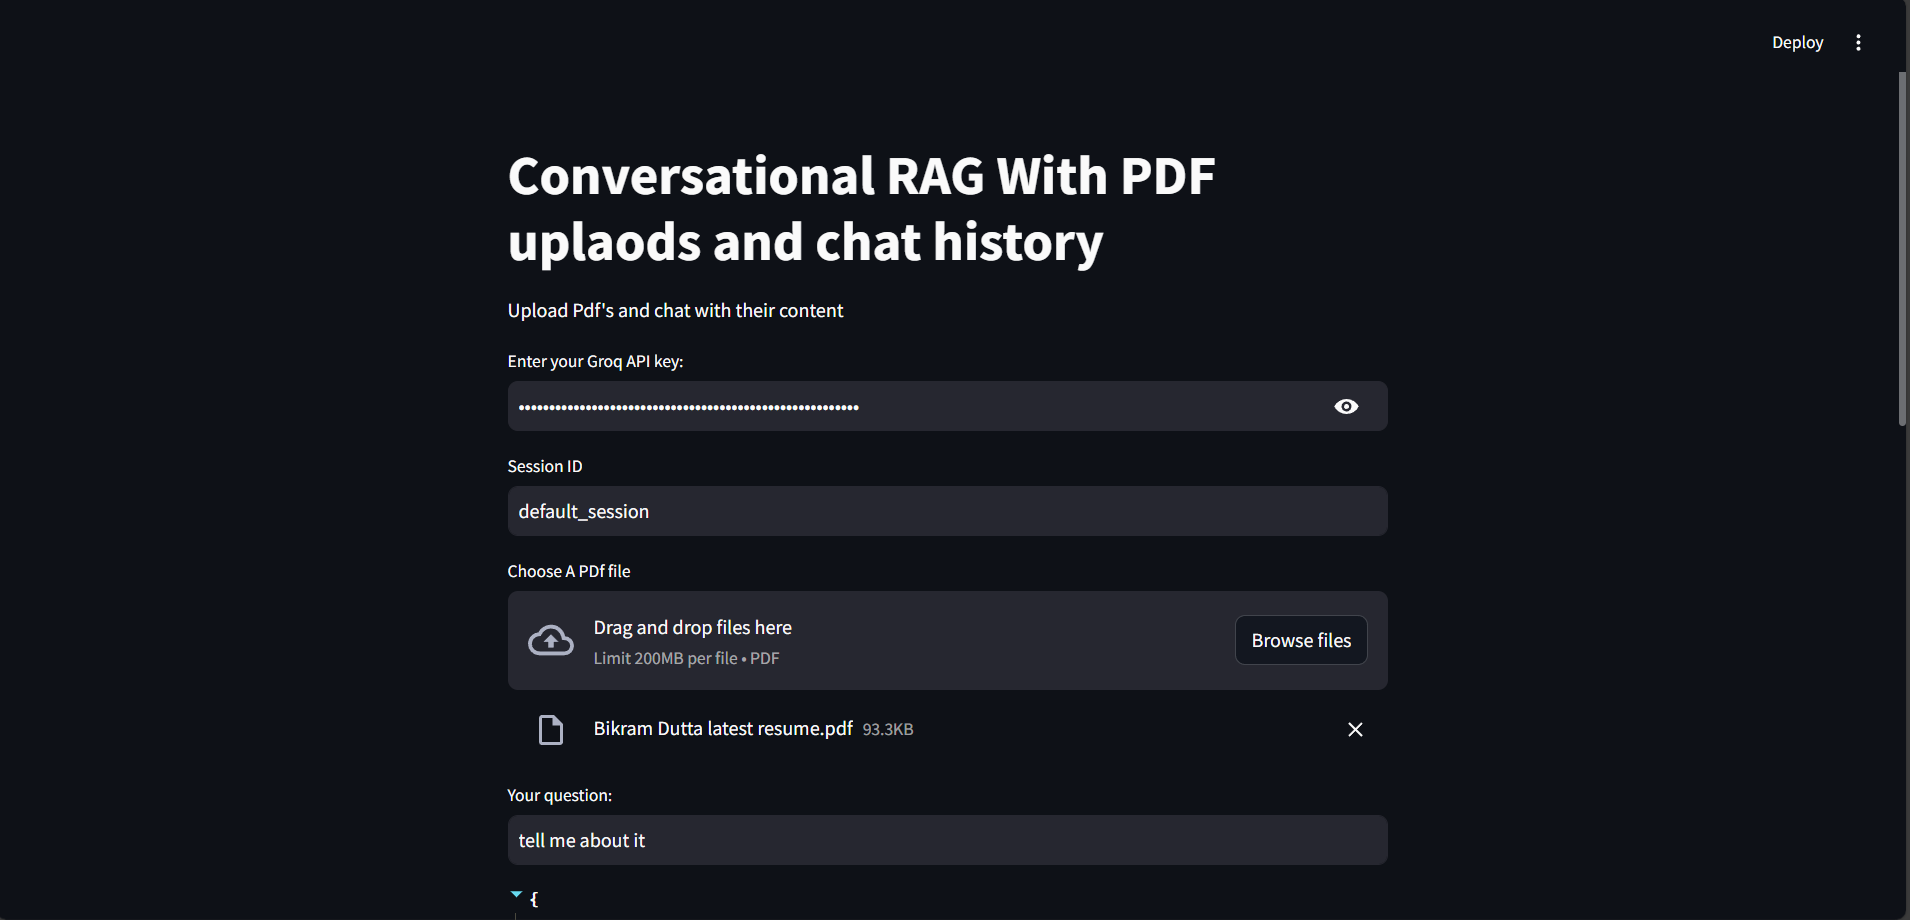 Deploy
Conversational RAG With PDF
uplaods and chat history
Upload Pdf's and chat with their content
Enter your Groq API key:
••••••••••••••••••••••••••••••••••••••••••••••••••••••••
Session ID
default_session
Choose A PDf file
Drag and drop files here
Limit 200MB per file • PDF
Browse files
Bikram Dutta latest resume.pdf 93.3KB
Your question:
tell me about it
{